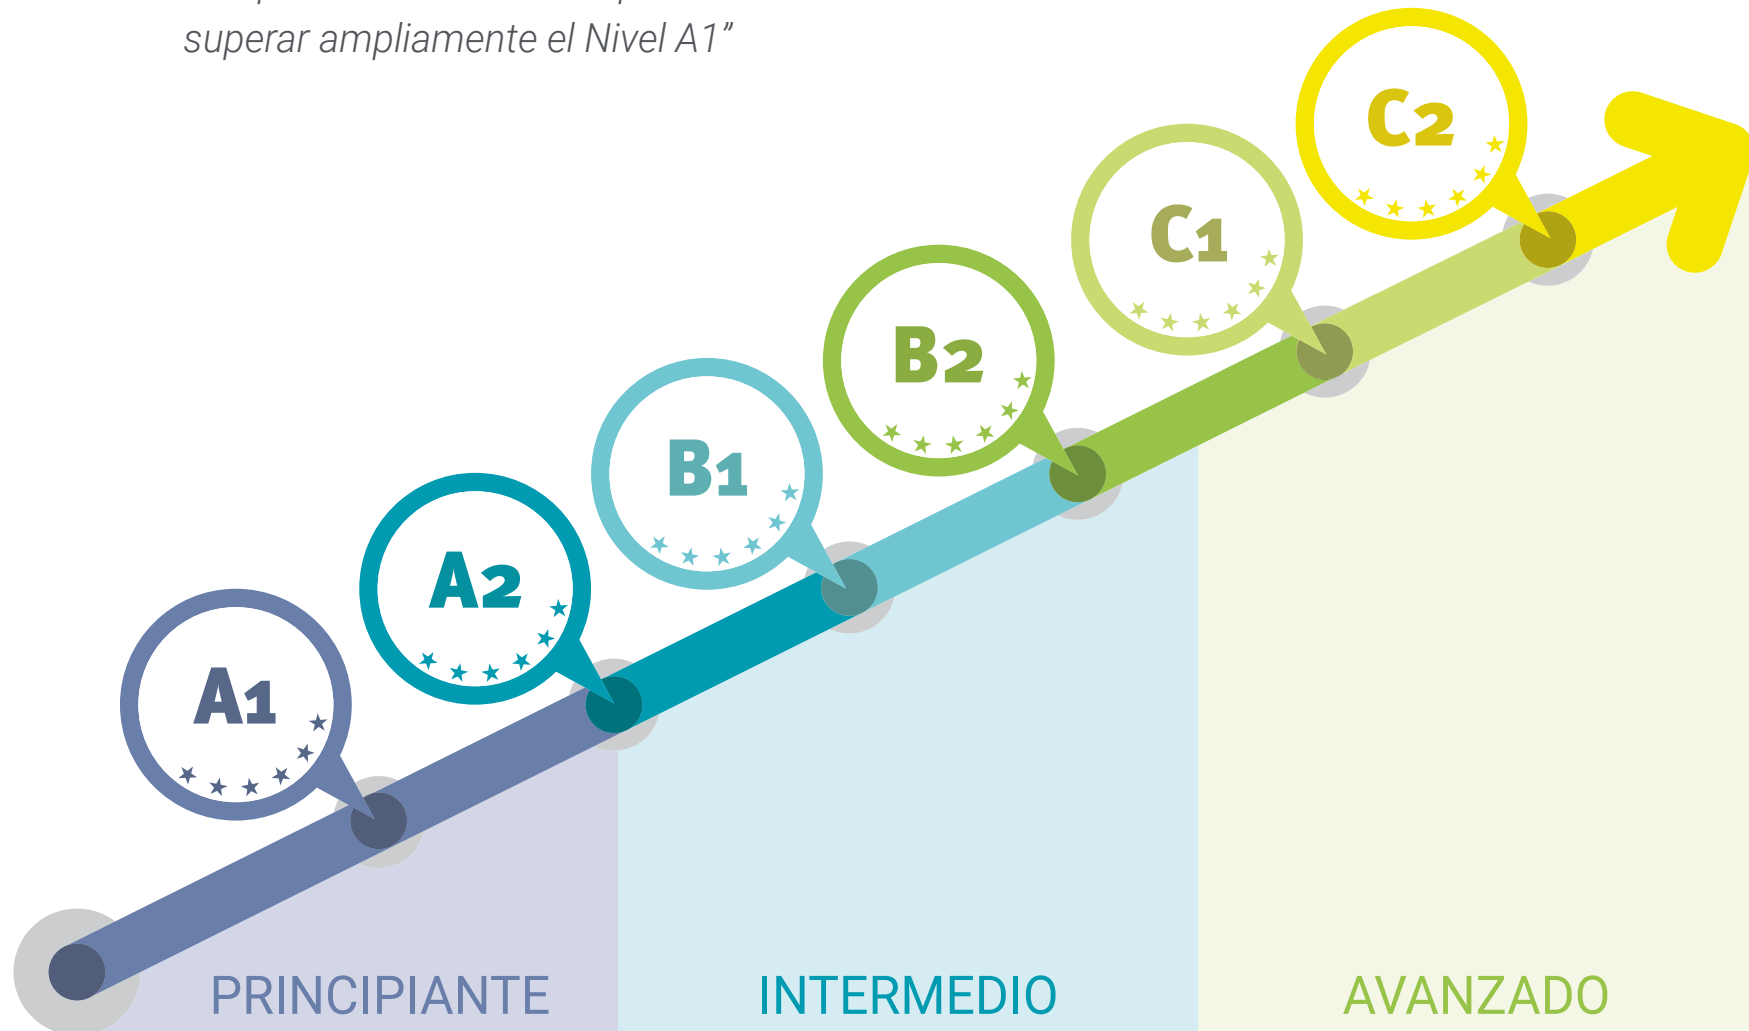 superar ampliamente el Nivel A1”
C2
C1
B2
B1
A2
A1
PRINCIPIANTE
INTERMEDIO
AVANZADO